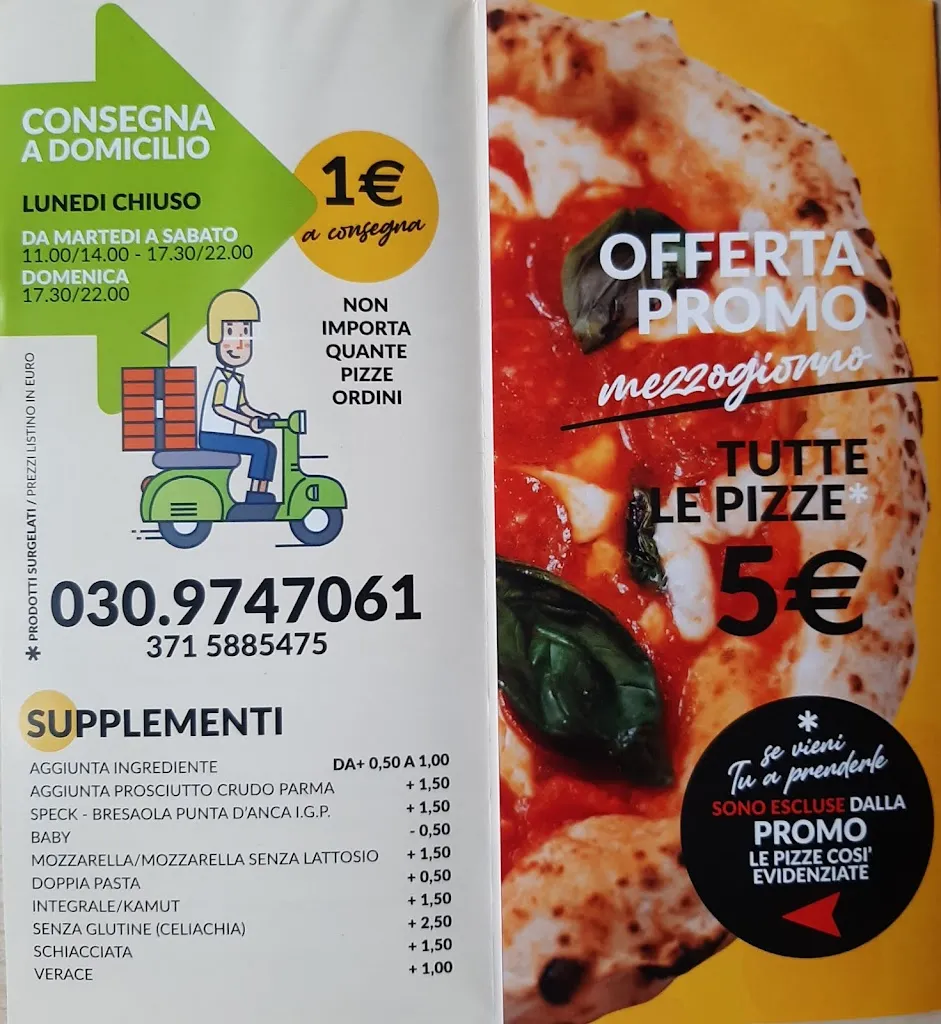 CONSEGNA
A DOMICILIO
LUNEDI CHIUSO
DA MARTEDI A SABATO
11.00/14.00 - 17.30/22.00
DOMENICA
17.30/22.00
1€
a consegna
NON
IMPORTA
QUANTE
PIZZE
ORDINI
* PRODOTTI SURGELATI / PREZZI LISTINO IN EURO
030.9747061
371 5885475
SUPPLEMENTI
AGGIUNTA INGREDIENTE DA+ 0,50 A 1,00
AGGIUNTA PROSCIUTTO CRUDO PARMA + 1,50
SPECK - BRESAOLA PUNTA D'ANCA I.G.P. + 1,50
BABY - 0,50
MOZZARELLA/MOZZARELLA SENZA LATTOSIO + 1,50
DOPPIA PASTA + 0,50
INTEGRALE/KAMUT + 1,50
SENZA GLUTINE (CELIACHIA) + 2,50
SCHIACCIATA + 1,50
VERACE + 1,00
OFFERTA
PROMO
mezzogiorno
TUTTE
LE PIZZE*
5€
*
se vieni
Tu a prenderle
SONO ESCLUSE DALLA
PROMO
LE PIZZE COSI'
EVIDENZIATE